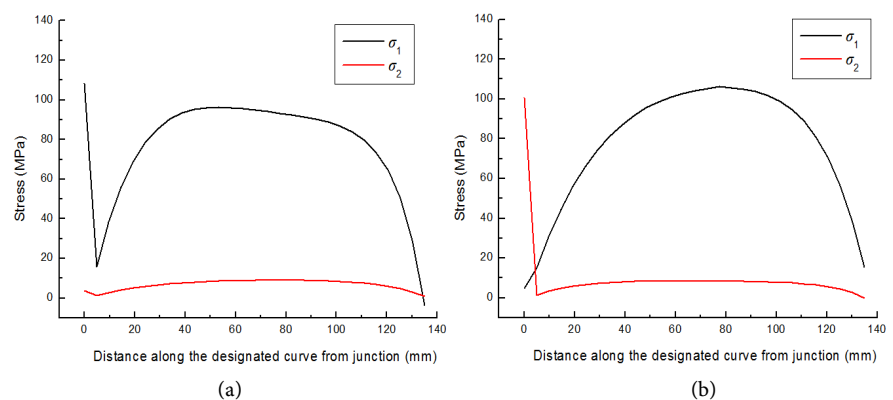 140
120
100
80
60
40
20
0
Stress (MPa)
σ1
σ2
0 20 40 60 80 100 120 140
Distance along the designated curve from junction (mm)
(a)
140
120
100
80
60
40
20
0
Stress (MPa)
σ1
σ2
0 20 40 60 80 100 120 140
Distance along the designated curve from junction (mm)
(b)